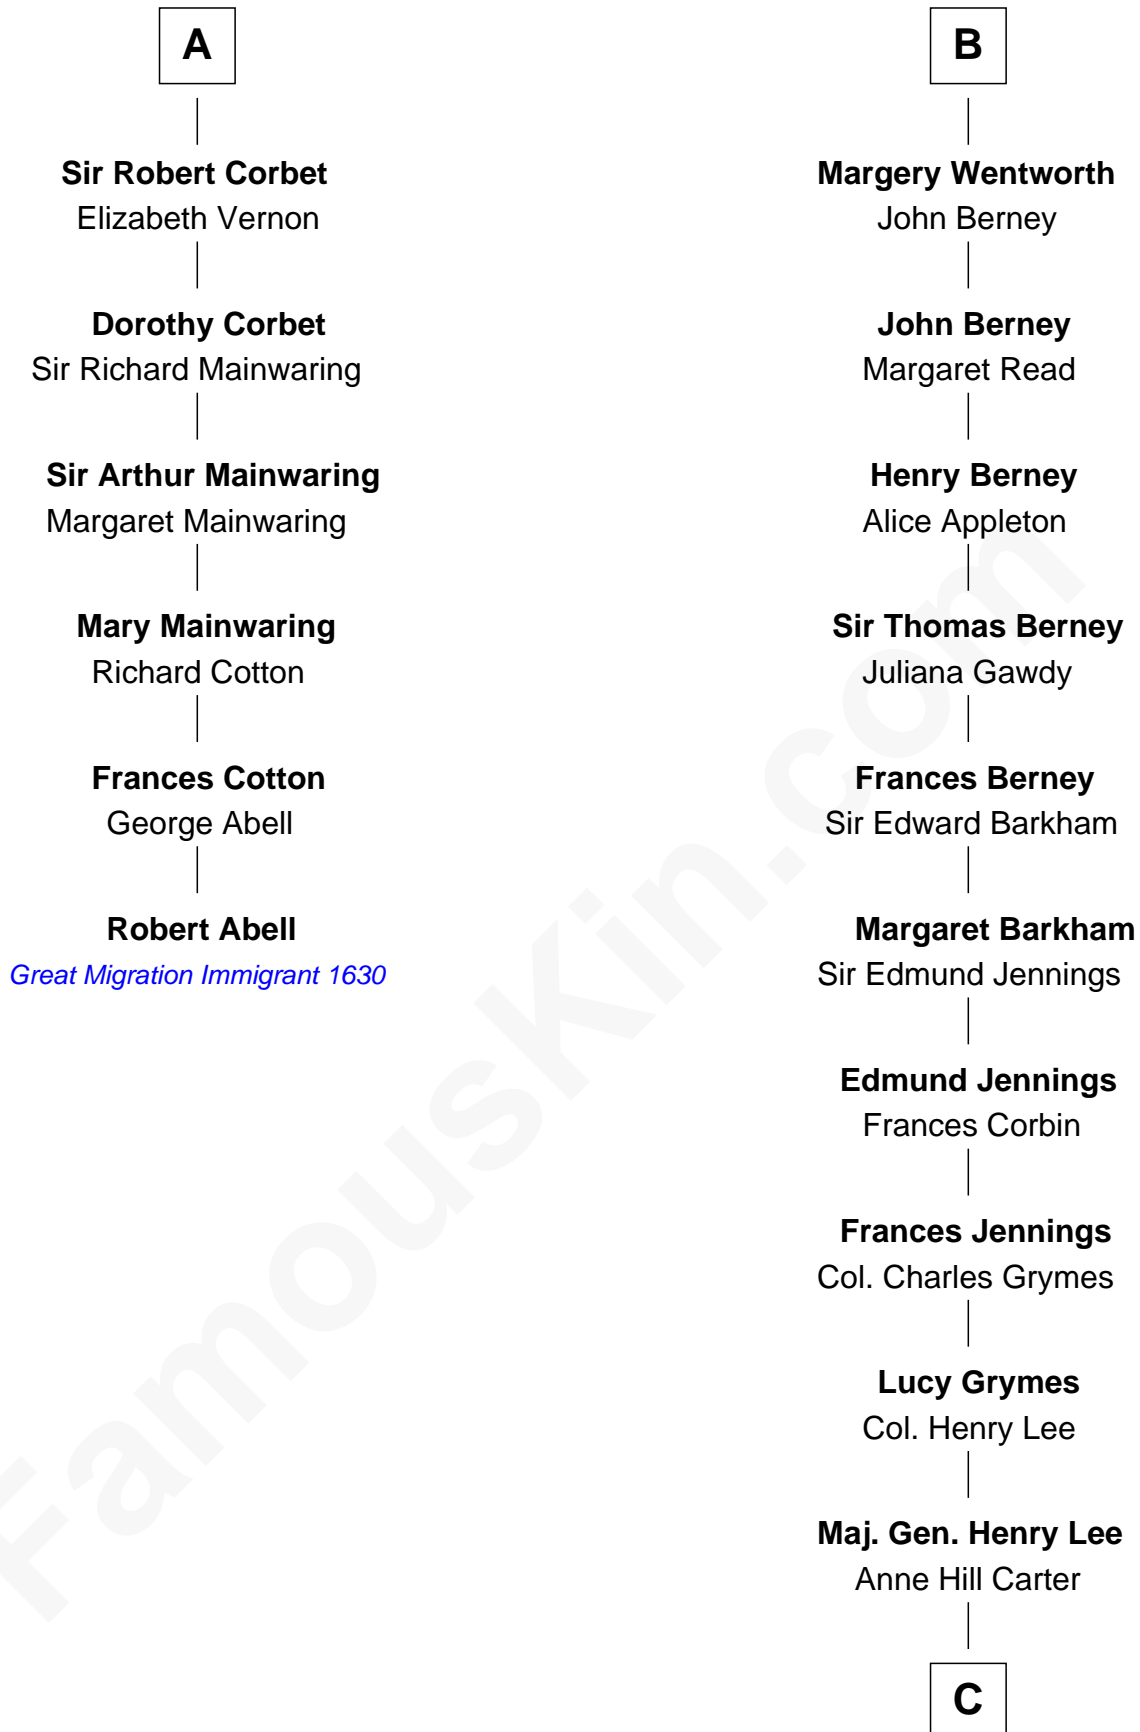 A
Sir Robert Corbet
Elizabeth Vernon
Dorothy Corbet
Sir Richard Mainwaring
Sir Arthur Mainwaring
Margaret Mainwaring
Mary Mainwaring
Richard Cotton
Frances Cotton
George Abell
Robert Abell
Great Migration Immigrant 1630
B
Margery Wentworth
John Berney
John Berney
Margaret Read
Henry Berney
Alice Appleton
Sir Thomas Berney
Juliana Gawdy
Frances Berney
Sir Edward Barkham
Margaret Barkham
Sir Edmund Jennings
Edmund Jennings
Frances Corbin
Frances Jennings
Col. Charles Grymes
Lucy Grymes
Col. Henry Lee
Maj. Gen. Henry Lee
Anne Hill Carter
C
FamousKin.com